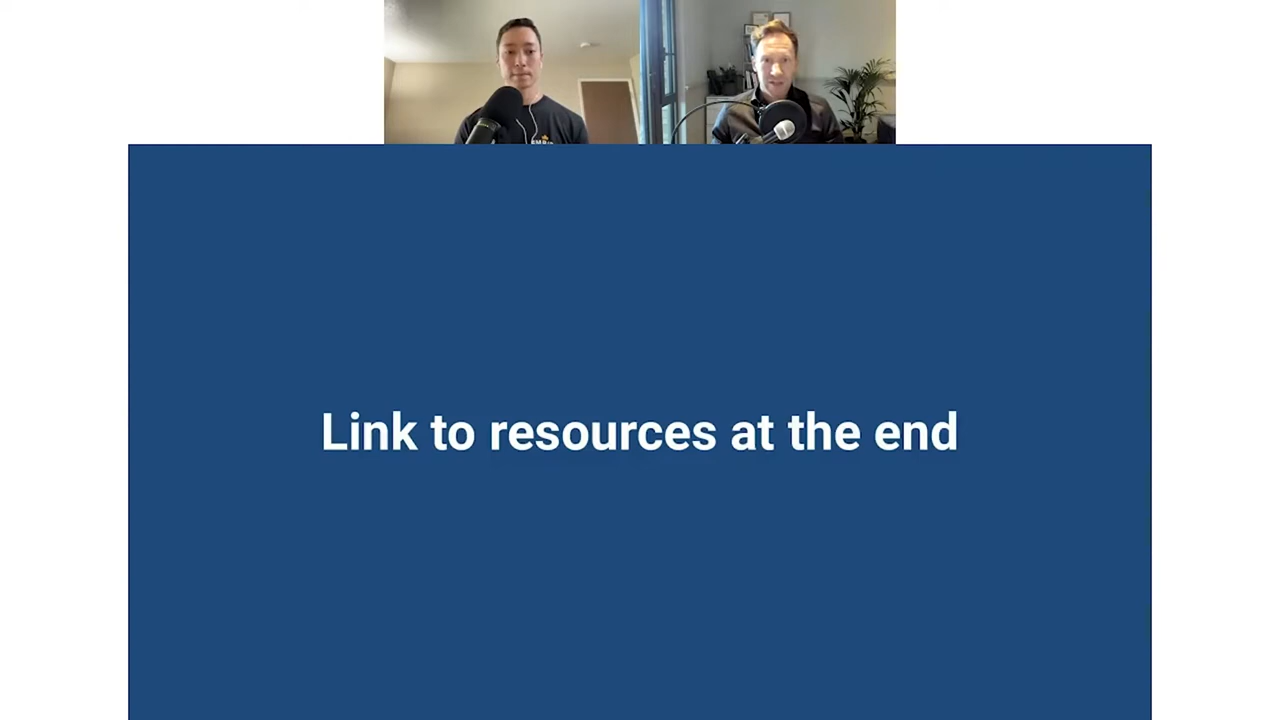 Link to resources at the end